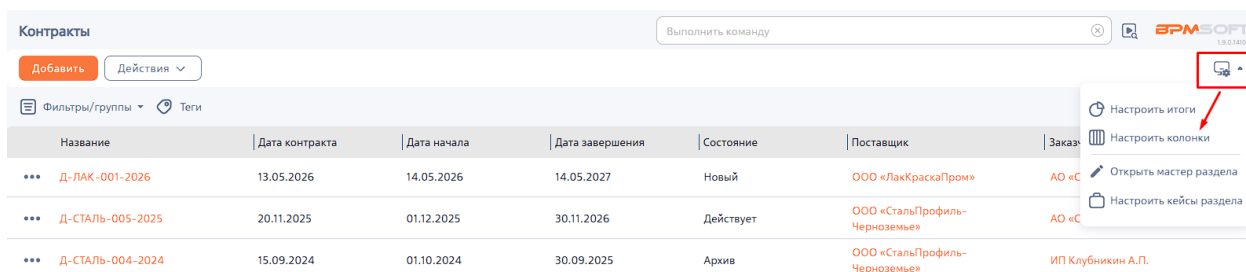 Контракты
Выполнить команду
BPMSOFT
1.9.0.1410
Добавить
Действия
Фильтры/группы
Теги
Настроить итоги
Настроить колонки
Открыть мастер раздела
Настроить кейсы раздела
Название Дата контракта Дата начала Дата завершения Состояние Поставщик
Д-ЛАК-001-2026 13.05.2026 14.05.2026 14.05.2027 Новый ООО «ЛакКраскаПром» АО
Д-СТАЛЬ-005-2025 20.11.2025 01.12.2025 30.11.2026 Действует ООО «СтальПрофиль-
Черноземье» АО
Д-СТАЛЬ-004-2024 15.09.2024 01.10.2024 30.09.2025 Архив ООО «СтальПрофиль-
Черноземье» ИП Клубникин А.П.